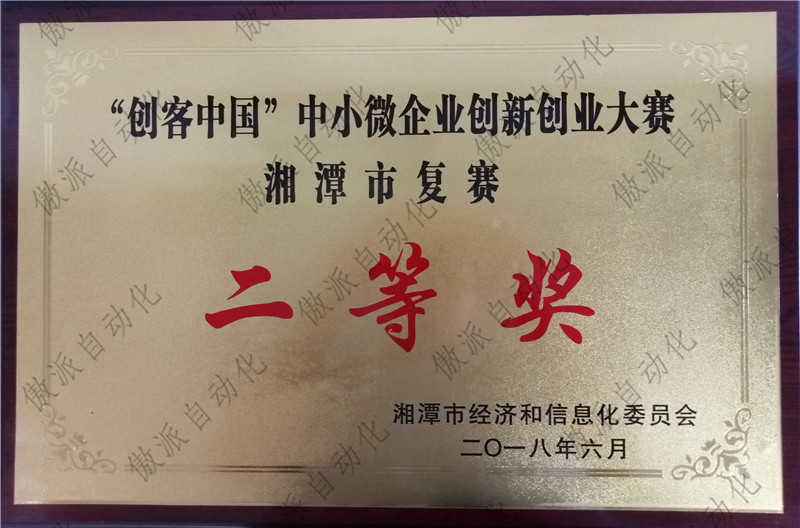 “创客中国”中小微企业创新创业大赛
湘潭市复赛
二等奖
湘潭市经济和信息化委员会
二〇一八年六月
傲派自动化